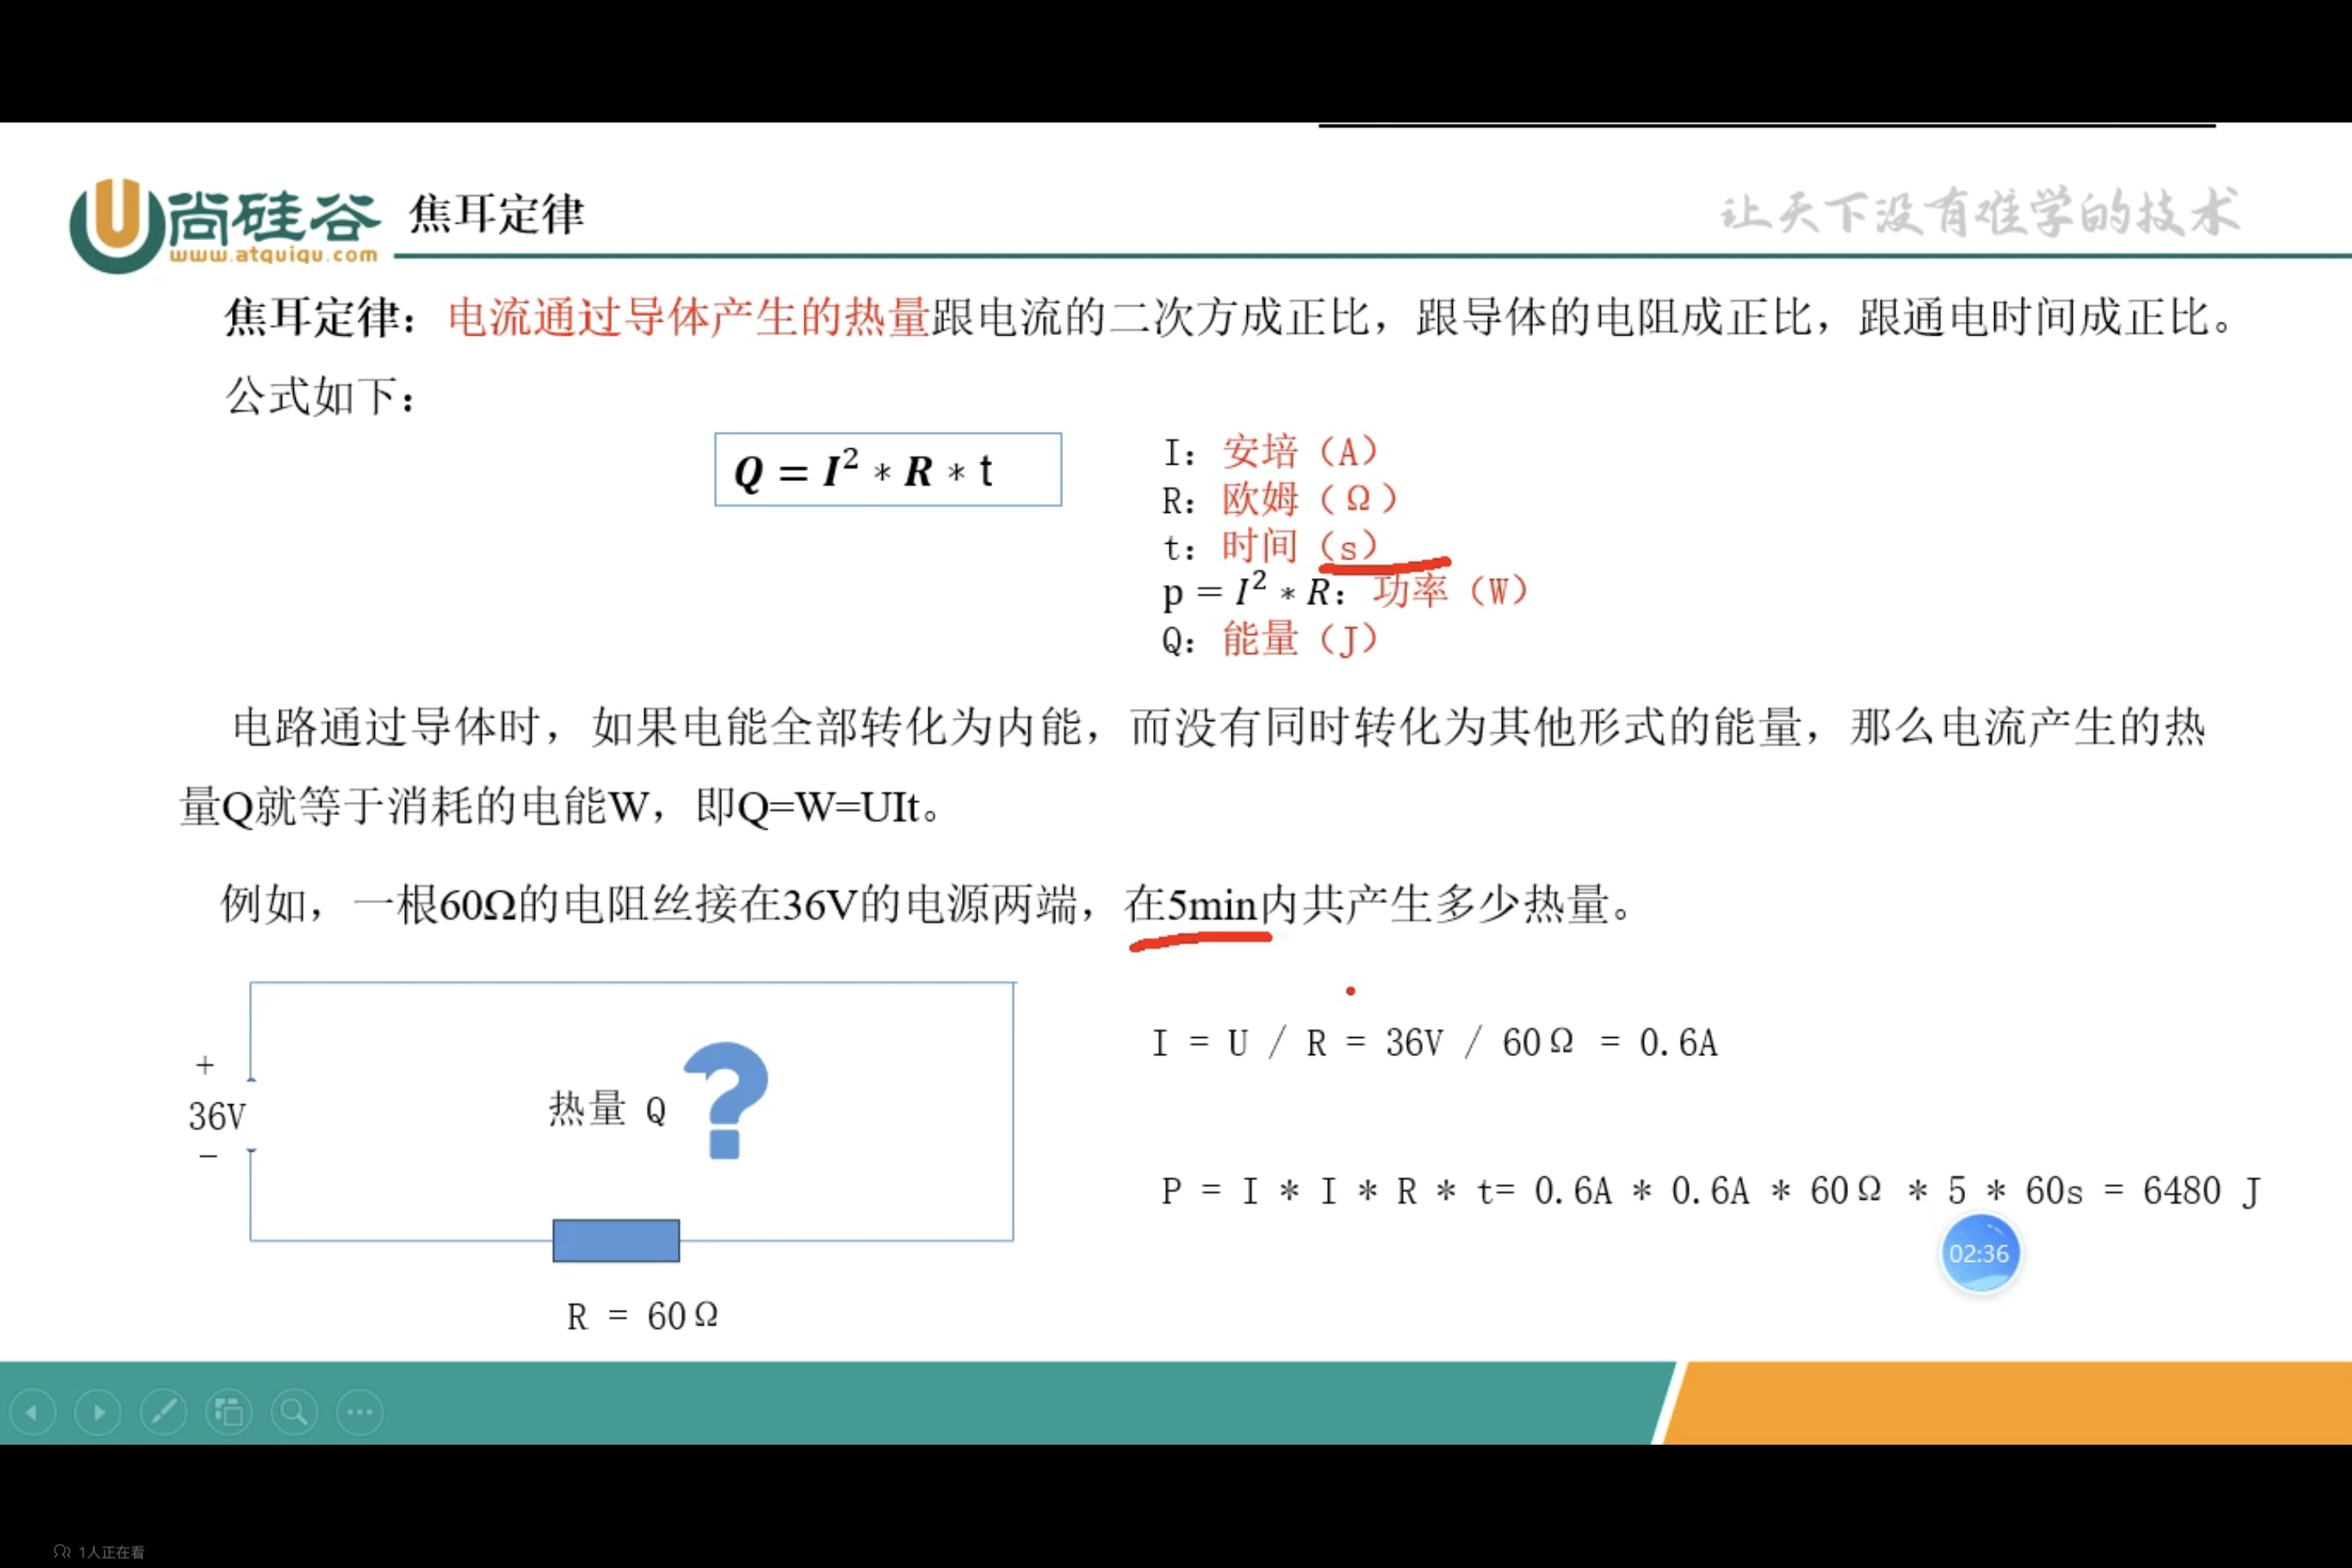 尚硅谷
www.atguigu.com
焦耳定律
让天下没有难学的技术
焦耳定律：电流通过导体产生的热量跟电流的二次方成正比，跟导体的电阻成正比，跟通电时间成正比。
公式如下：
Q = I² * R * t
I：安培（A）
R：欧姆（Ω）
t：时间（s）
p = I² * R：功率（W）
Q：能量（J）
电路通过导体时，如果电能全部转化为内能，而没有同时转化为其他形式的能量，那么电流产生的热
量Q就等于消耗的电能W，即Q=W=UIt。
例如，一根60Ω的电阻丝接在36V的电源两端，在5min内共产生多少热量。
+
36V
−
热量 Q ?
R = 60Ω
I = U / R = 36V / 60Ω = 0.6A
P = I * I * R * t= 0.6A * 0.6A * 60Ω * 5 * 60s = 6480 J
02:36
1人正在看